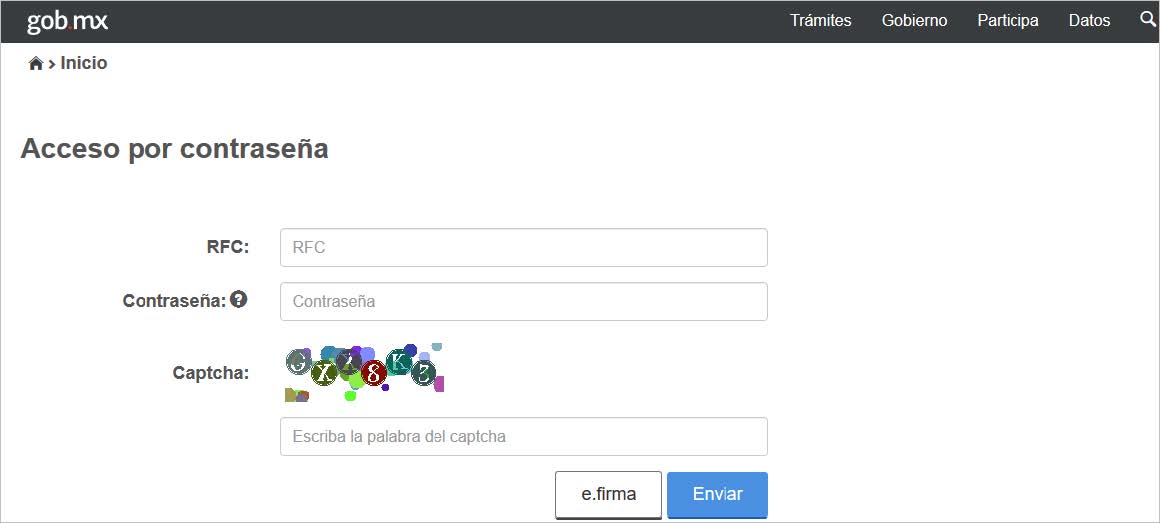 gob.mx Trámites Gobierno Participa Datos
> Inicio
Acceso por contraseña
RFC: RFC
Contraseña: ? Contraseña
Captcha:
Escriba la palabra del captcha
e.firma Enviar